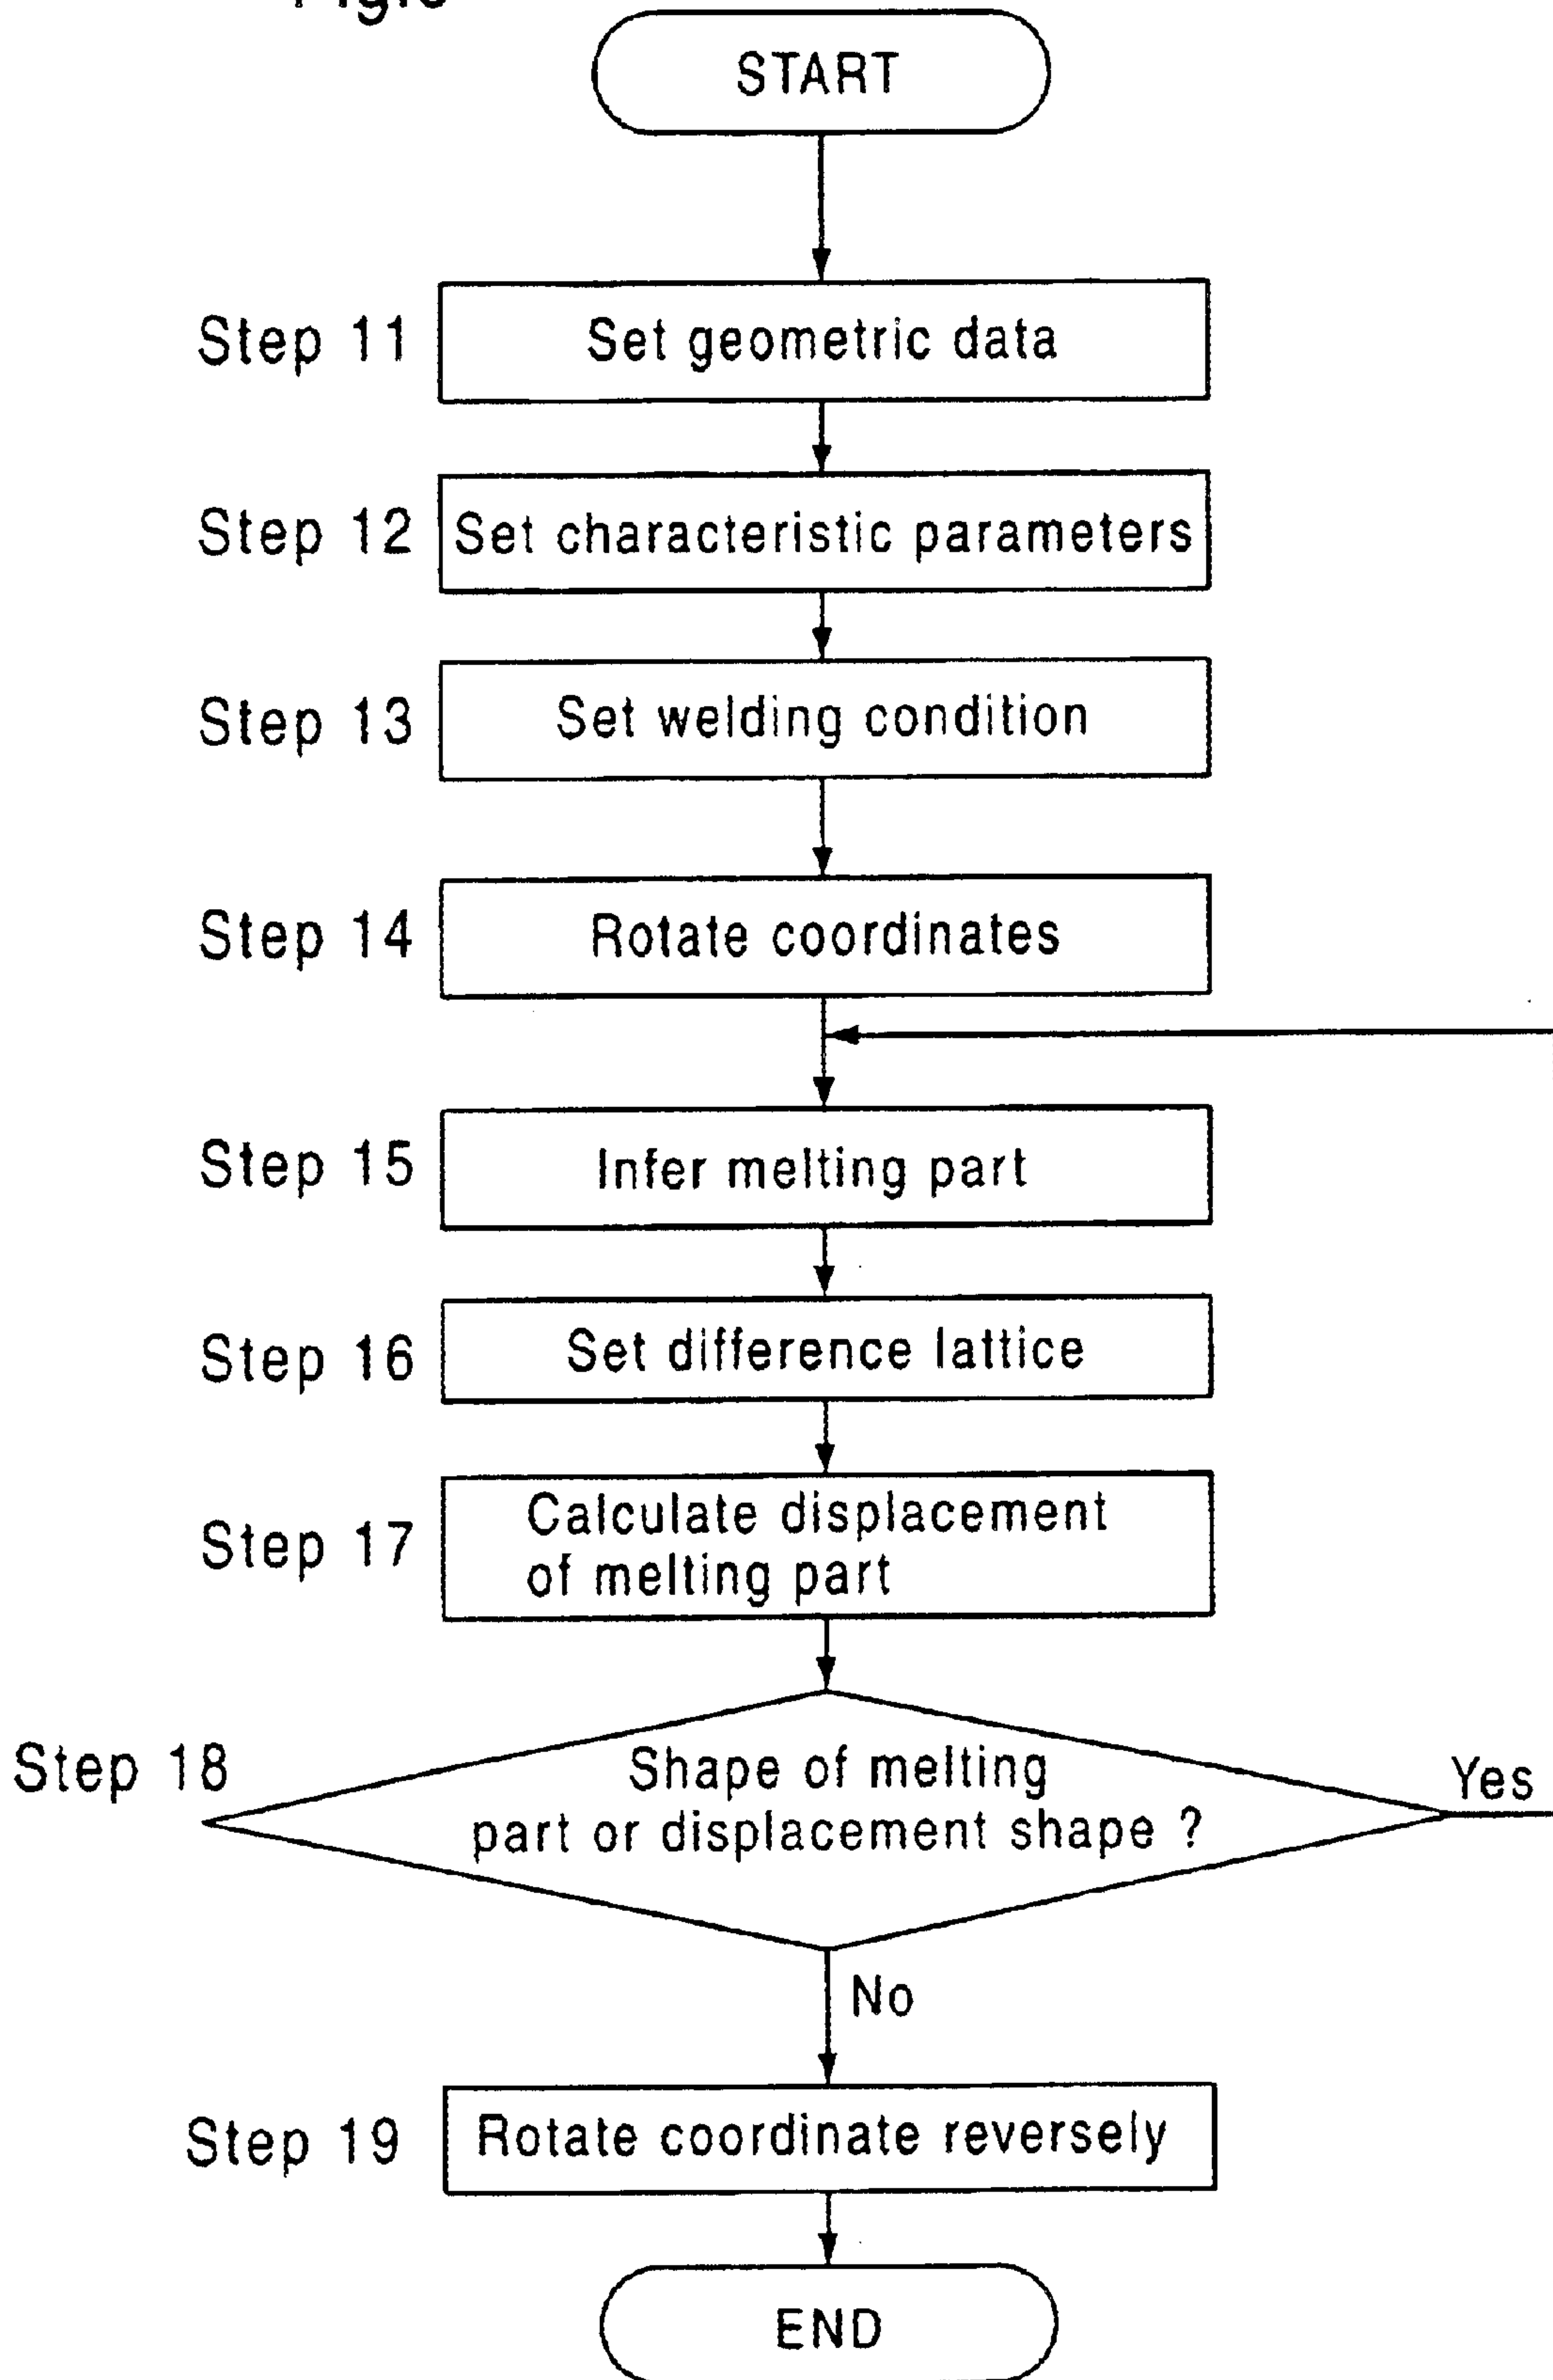 START
Step 11
Set geometric data
Step 12
Set characteristic parameters
Step 13
Set welding condition
Step 14
Rotate coordinates
Step 15
Infer melting part
Step 16
Set difference lattice
Step 17
Calculate displacement
of melting part
Step 18
Shape of melting
part or displacement shape ?
Yes
No
Step 19
Rotate coordinate reversely
END